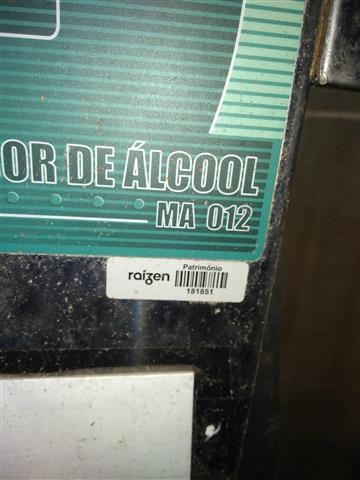 OR DE ÁLCOOL
MA 012
Patrimônio
raízen
181851